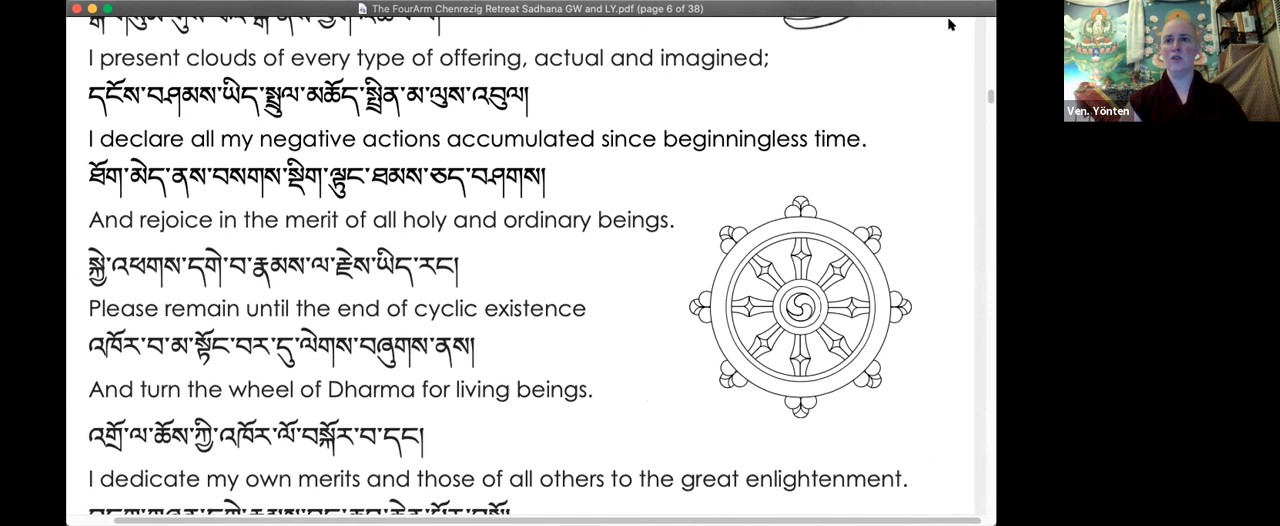 The FourArm Chenrezig Retreat Sadhana GW and LY.pdf (page 6 of 38)
I present clouds of every type of offering, actual and imagined;
དངོས་བཤམས་ཡིད་སྤྲུལ་མཆོད་སྤྲིན་མ་ལུས་འབུལ།
I declare all my negative actions accumulated since beginningless time.
ཐོག་མེད་ནས་བསགས་སྡིག་ལྟུང་ཐམས་ཅད་བཤགས།
And rejoice in the merit of all holy and ordinary beings.
སྐྱེ་འཕགས་དགེ་བ་རྣམས་ལ་རྗེས་ཡིད་རང།
Please remain until the end of cyclic existence
འཁོར་བ་མ་སྟོང་བར་དུ་ལེགས་བཞུགས་ནས།
And turn the wheel of Dharma for living beings.
འགྲོ་ལ་ཆོས་ཀྱི་འཁོར་ལོ་བསྐོར་བ་དང།
I dedicate my own merits and those of all others to the great enlightenment.
Ven. Yönten